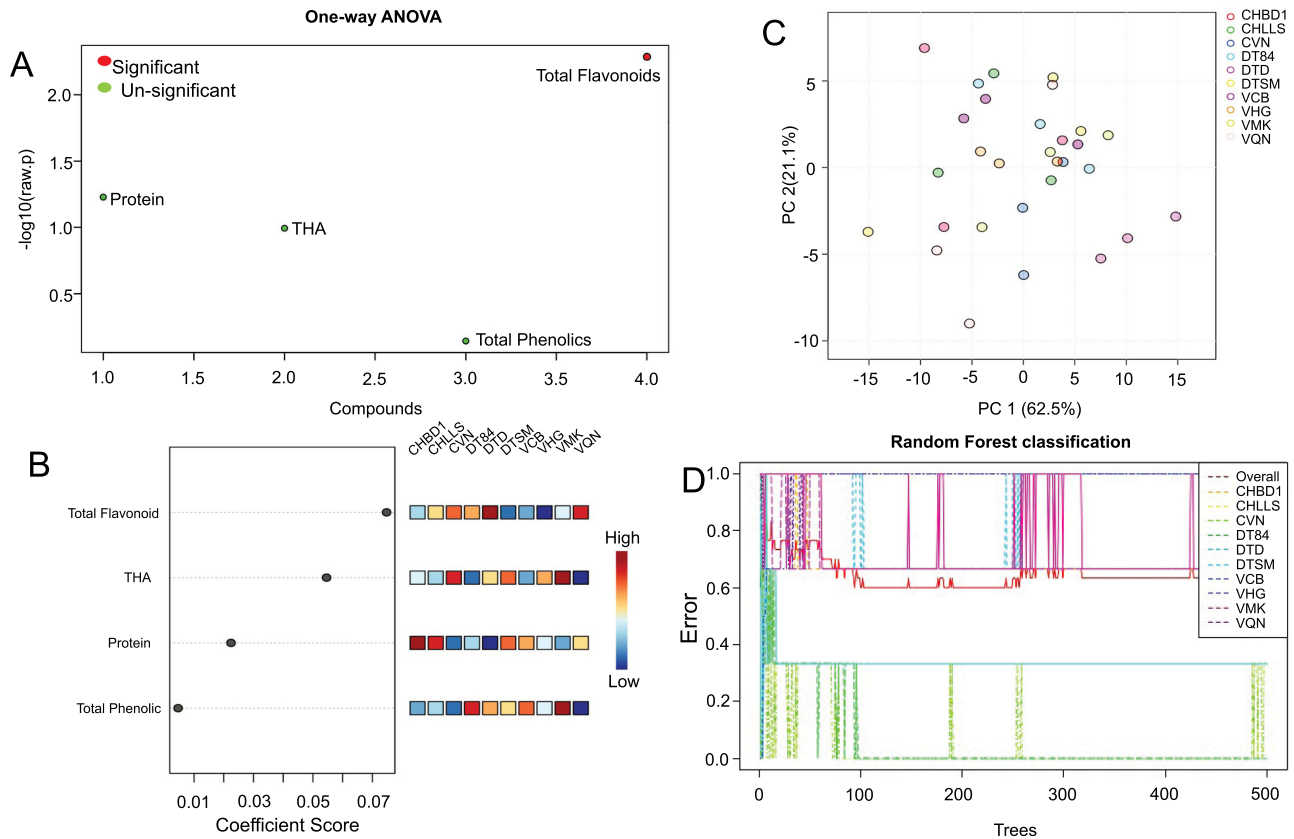 One-way ANOVA
A
Significant
Un-significant
Total Flavonoids
Protein
THA
Total Phenolics
-log10(raw.p)
2.0
1.5
1.0
0.5
1.0 1.5 2.0 2.5 3.0 3.5 4.0
Compounds
B
CHBD1 CHLLS CVN DT84 DTD DTSM VCB VHG VMK VQN
Total Flavonoid
THA
Protein
Total Phenolic
High
Low
0.01 0.03 0.05 0.07
Coefficient Score
C
PC 2(21.1%)
5
0
-5
-10
-15 -10 -5 0 5 10 15
PC 1 (62.5%)
CHBD1
CHLLS
CVN
DT84
DTD
DTSM
VCB
VHG
VMK
VQN
Random Forest classification
D
Error
1.0
0.8
0.6
0.4
0.2
0.0
0 100 200 300 400 500
Trees
Overall
CHBD1
CHLLS
CVN
DT84
DTD
DTSM
VCB
VHG
VMK
VQN